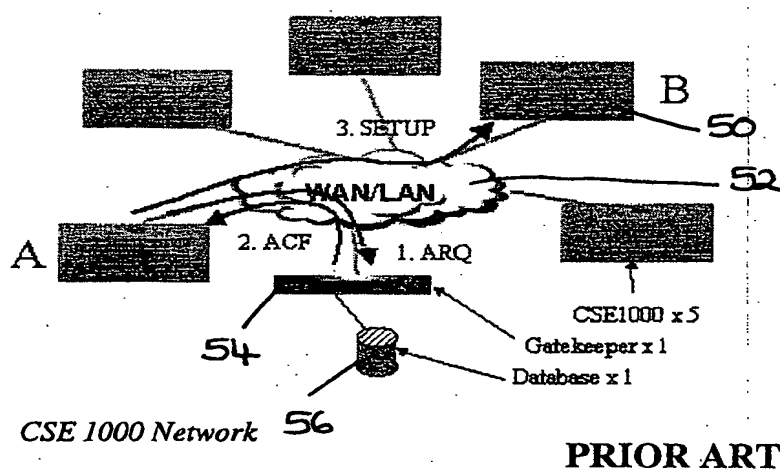 B
3. SETUP
50
WAN/LAN
52
A
2. ACF
1. ARQ
CSE1000 x 5
54
Gatekeeper x 1
Database x 1
56
CSE 1000 Network
PRIOR ART